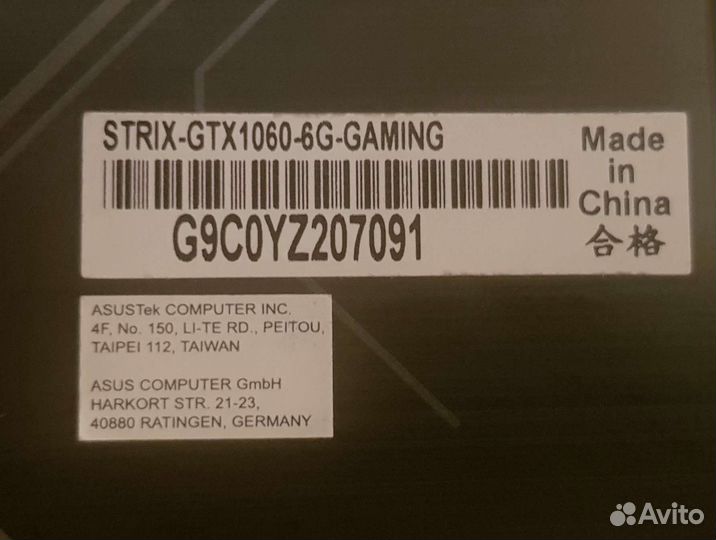 STRIX-GTX1060-6G-GAMING
G9C0YZ207091
Made
in
China
合格
ASUSTek COMPUTER INC.
4F, No. 150, LI-TE RD., PEITOU,
TAIPEI 112, TAIWAN
ASUS COMPUTER GmbH
HARKORT STR. 21-23,
40880 RATINGEN, GERMANY
Avito